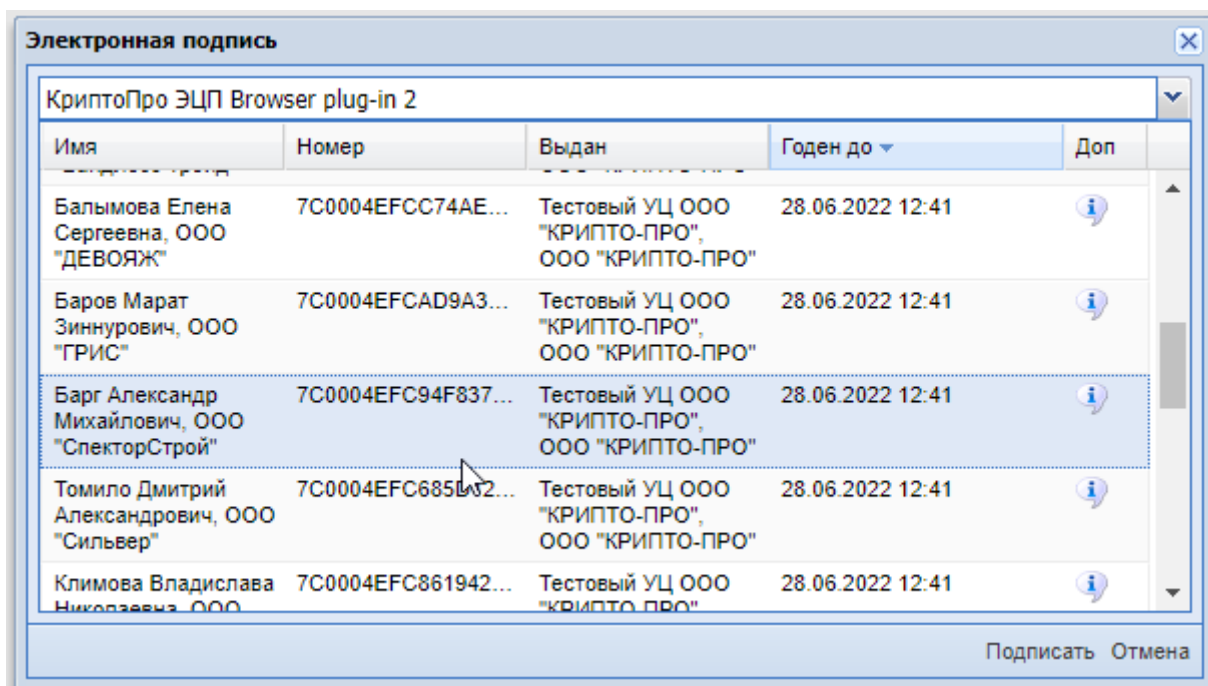 Электронная подпись
КриптоПро ЭЦП Browser plug-in 2
Имя Номер Выдан Годен до Доп
Балымова Елена 7C0004EFCC74AE... Тестовый УЦ ООО 28.06.2022 12:41
Сергеевна, ООО "КРИПТО-ПРО",
"ДЕВОЯЖ" ООО "КРИПТО-ПРО"
Баров Марат 7C0004EFCAD9A3... Тестовый УЦ ООО 28.06.2022 12:41
Зиннурович, ООО "КРИПТО-ПРО",
"ГРИС" ООО "КРИПТО-ПРО"
Барг Александр 7C0004EFC94F837... Тестовый УЦ ООО 28.06.2022 12:41
Михайлович, ООО "КРИПТО-ПРО",
"СпекторСтрой" ООО "КРИПТО-ПРО"
Томило Дмитрий Тестовый УЦ ООО 28.06.2022 12:41
Александрович, ООО "КРИПТО-ПРО",
"Сильвер" ООО "КРИПТО-ПРО"
Климова Владислава 7C0004EFC861942... Тестовый УЦ ООО 28.06.2022 12:41
Николаевна, ООО "КРИПТО-ПРО",
Подписать Отмена